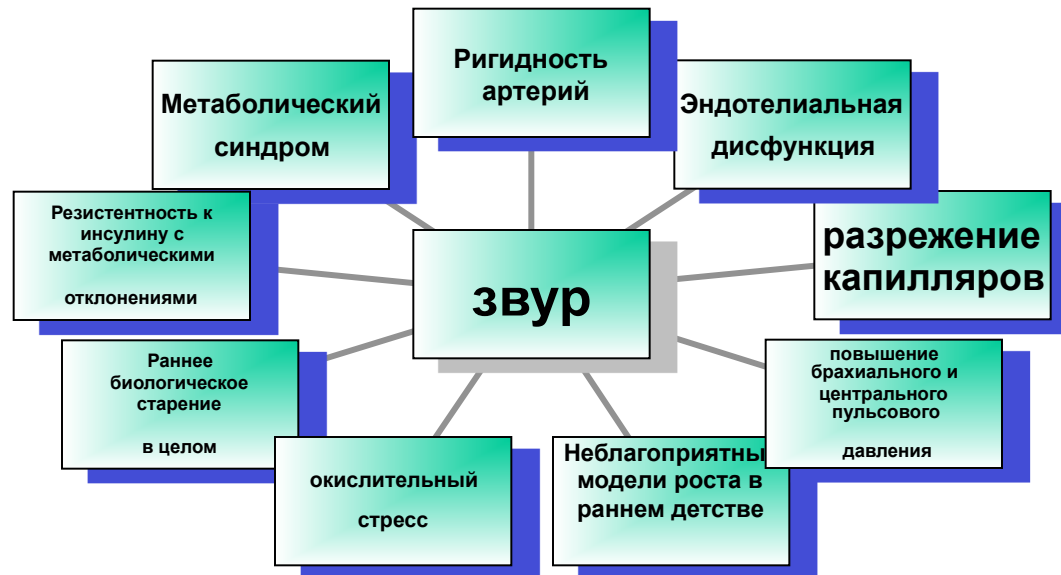 Ригидность
артерий
Метаболический
синдром
Эндотелиальная
дисфункция
Резистентность к
инсулину с
метаболическими
отклонениями
звур
разрежение
капилляров
Раннее
биологическое
старение
в целом
повышение
брахиального и
центрального
пульсового
давления
окислительный
стресс
Неблагоприятны
модели роста в
раннем детстве